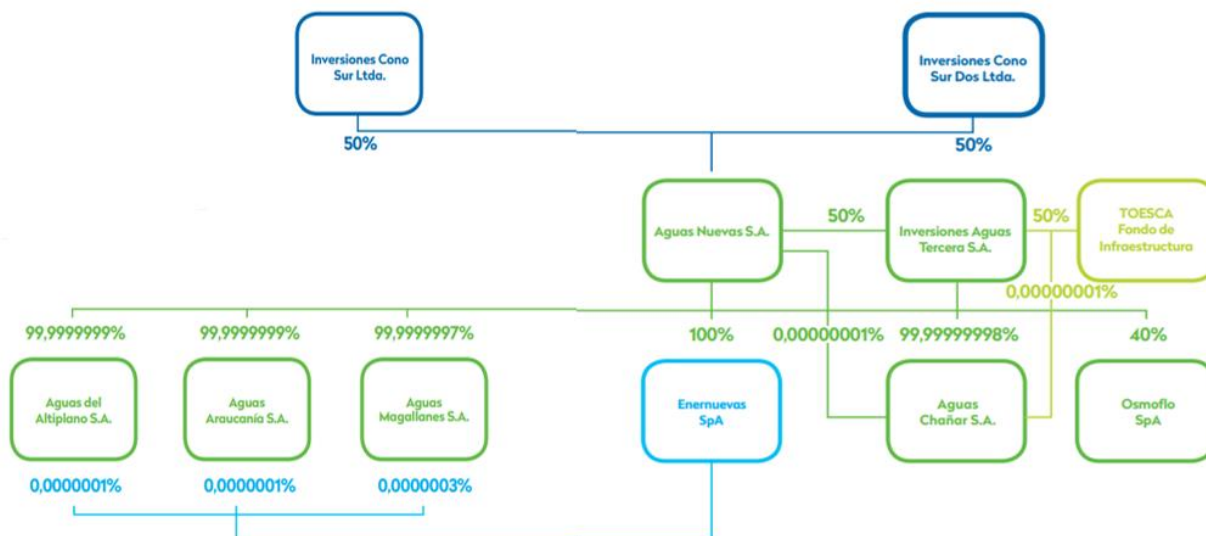 Inversiones Cono
Sur Ltda.
Inversiones Cono
Sur Dos Ltda.
50%
50%
Aguas Nuevas S.A.
50%
Inversiones Aguas
Tercera S.A.
50%
TOESCA
Fondo de
Infraestructura
0,00000001%
99,9999999%
99,9999999%
99,9999997%
100%
0,00000001%
99,99999998%
40%
Aguas del
Altiplano S.A.
Aguas
Araucanía S.A.
Aguas
Magallanes S.A.
Enernuevas
SpA
Aguas
Chañar S.A.
Osmoflo
SpA
0,0000001%
0,0000001%
0,0000003%